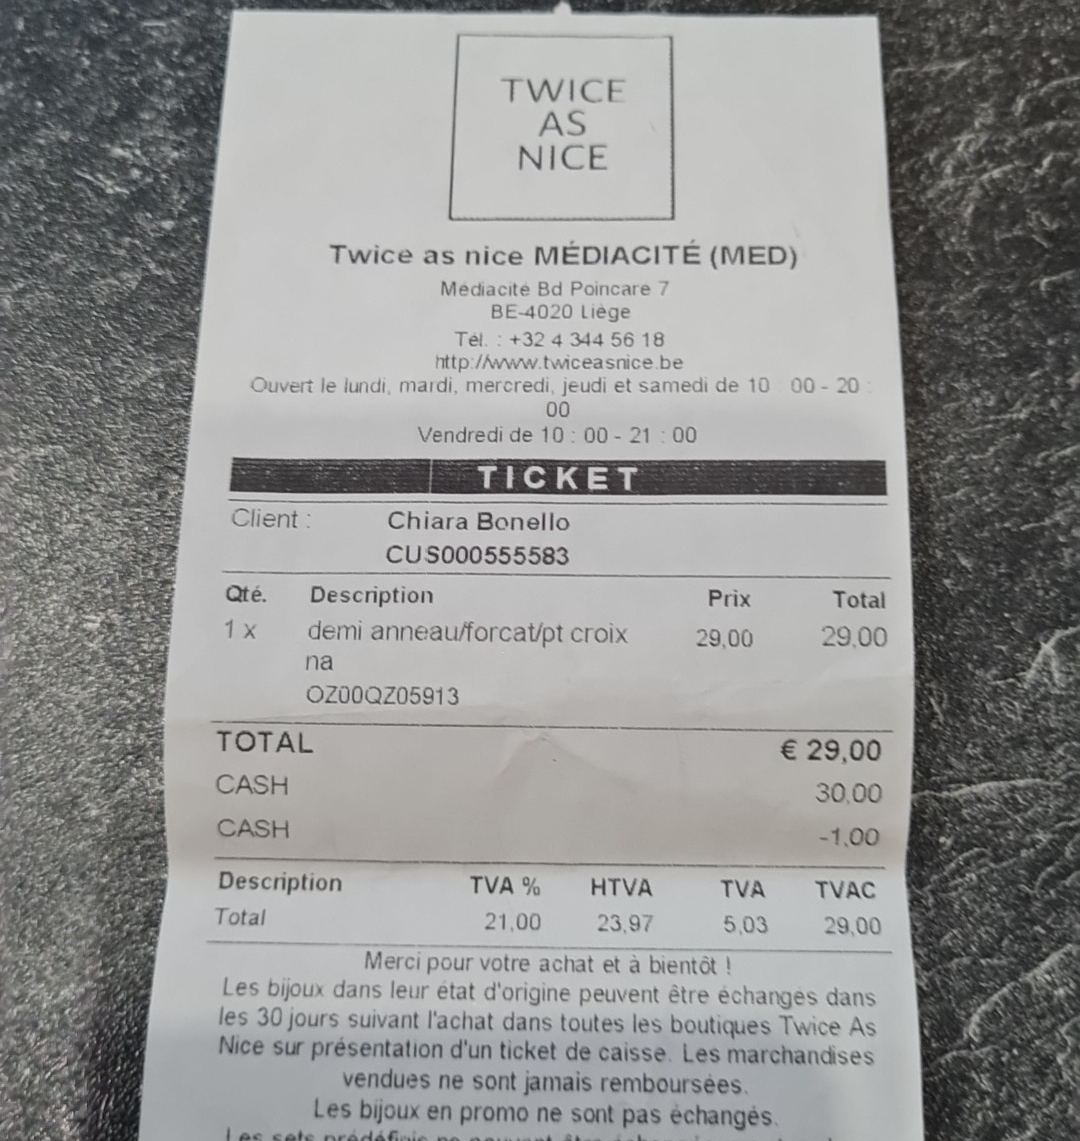 TWICE
AS
NICE
Twice as nice MÉDIACITÉ (MED)
Médiacité Bd Poincare 7
BE-4020 Liège
Tél. : +32 4 344 56 18
http://www.twiceasnice.be
Ouvert le lundi, mardi, mercredi, jeudi et samedi de 10 : 00 - 20 :
00
Vendredi de 10 : 00 - 21 : 00
TICKET
Client : Chiara Bonello
CUS000555583
Qté. Description Prix Total
1 x demi anneau/forcat/pt croix 29,00 29,00
na
OZ00QZ05913
TOTAL € 29,00
CASH 30,00
CASH -1,00
Description TVA % HTVA TVA TVAC
Total 21,00 23,97 5,03 29,00
Merci pour votre achat et à bientôt !
Les bijoux dans leur état d'origine peuvent être échangés dans
les 30 jours suivant l'achat dans toutes les boutiques Twice As
Nice sur présentation d'un ticket de caisse. Les marchandises
vendues ne sont jamais remboursées.
Les bijoux en promo ne sont pas échangés.
Les sets prédéfinis ne peuvent être